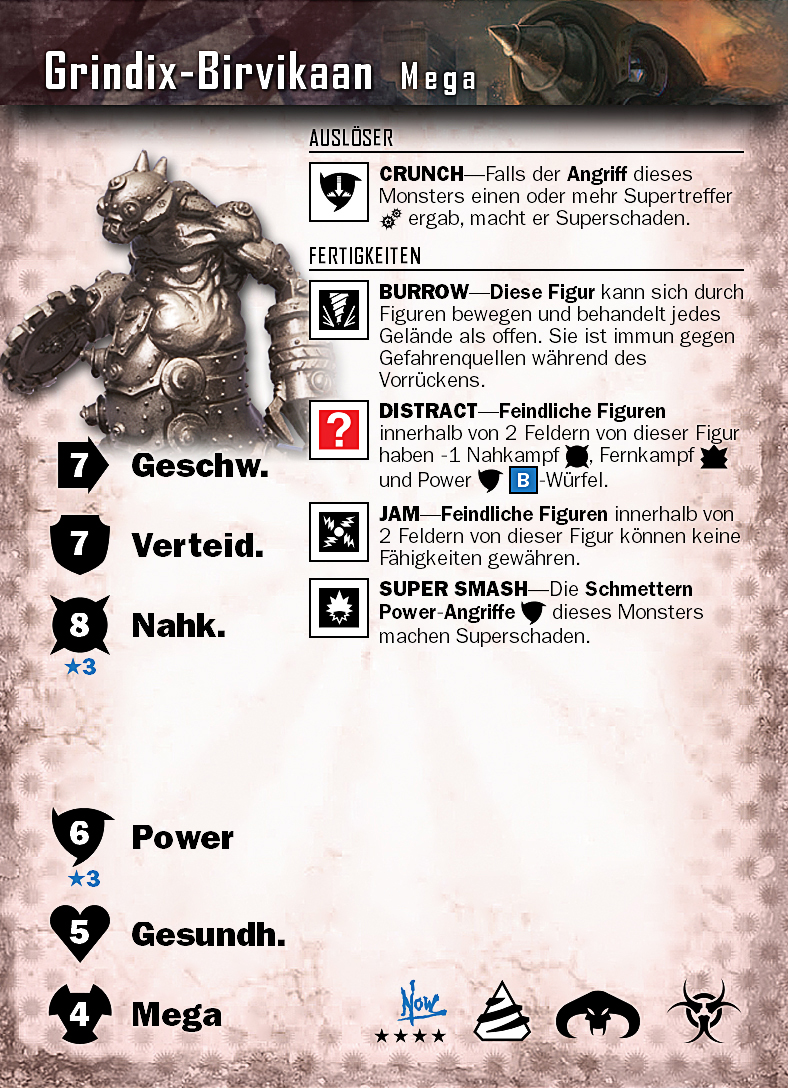 Grindix-Birvikaan Mega
AUSLÖSER
CRUNCH—Falls der Angriff dieses
Monsters einen oder mehr Supertreffer
ergab, macht er Superschaden.
FERTIGKEITEN
BURROW—Diese Figur kann sich durch
Figuren bewegen und behandelt jedes
Gelände als offen. Sie ist immun gegen
Gefahrenquellen während des
Vorrückens.
?
DISTRACT—Feindliche Figuren
innerhalb von 2 Feldern von dieser Figur
haben -1 Nahkampf , Fernkampf
und Power B -Würfel.
JAM—Feindliche Figuren innerhalb von
2 Feldern von dieser Figur können keine
Fähigkeiten gewähren.
SUPER SMASH—Die Schmettern
Power-Angriffe dieses Monsters
machen Superschaden.
7 Geschw.
7 Verteid.
8 Nahk.
★3
6 Power
★3
5 Gesundh.
4 Mega
Now
★★★★